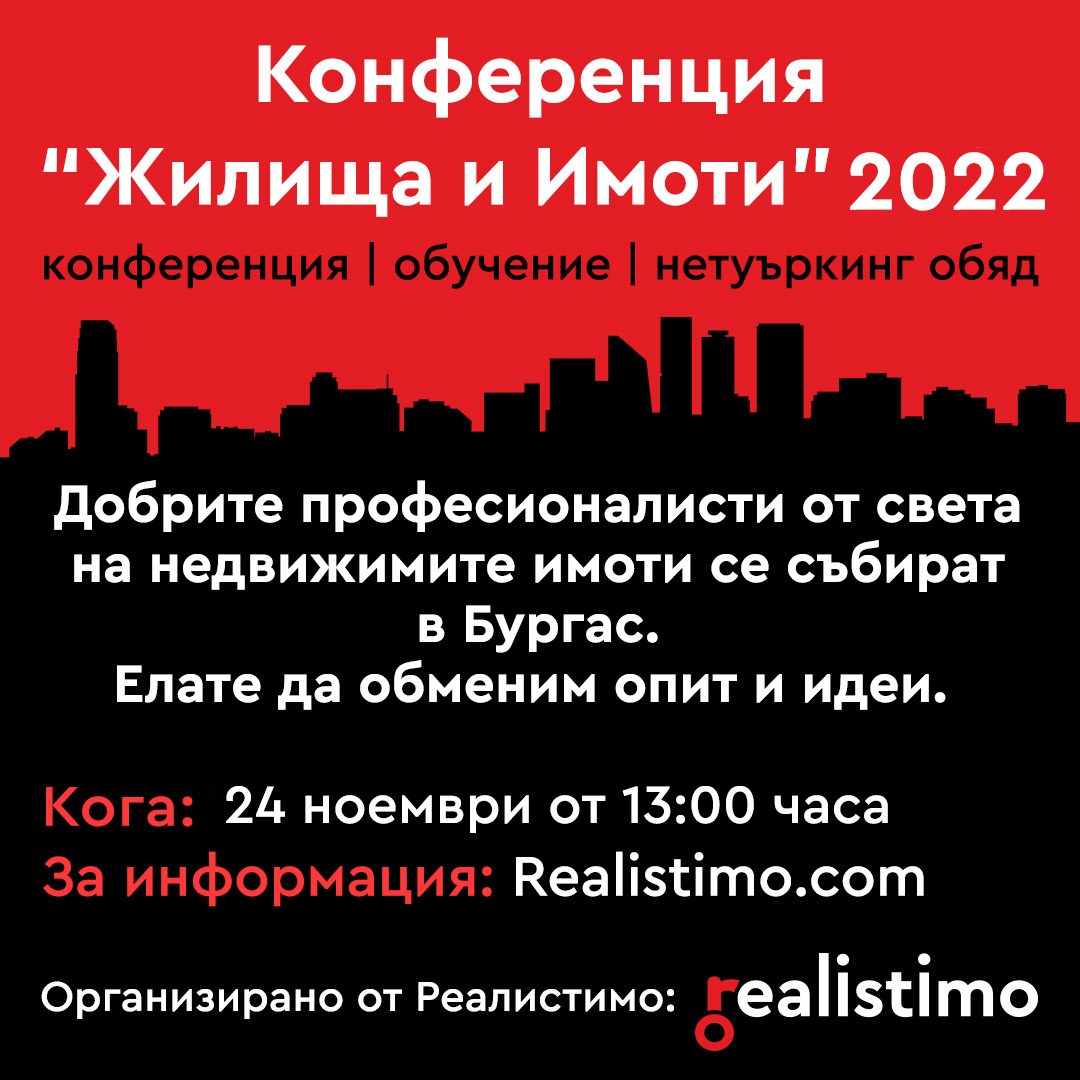 Конференция
“Жилища и Имоти” 2022
конференция | обучение | нетуъркинг обяд
Добрите професионалисти от света
на недвижимите имоти се събират
в Бургас.
Елате да обменим опит и идеи.
Кога: 24 ноември от 13:00 часа
За информация: Realistimo.com
Организирано от Реалистимо: realistimo